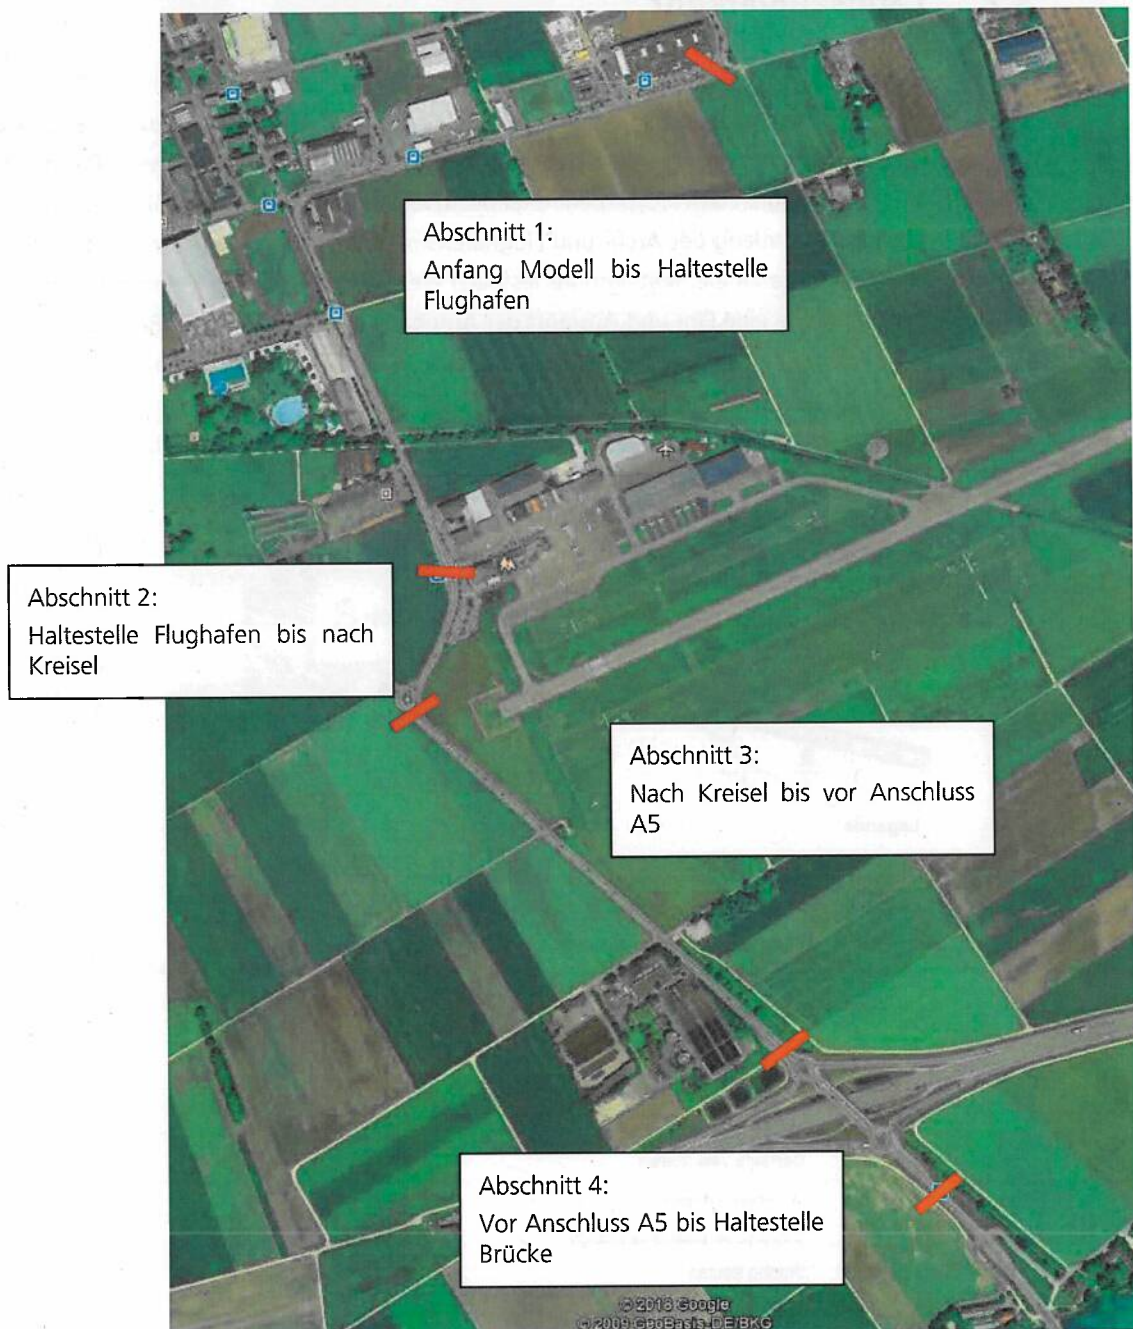 Abschnitt 1:
Anfang Modell bis Haltestelle
Flughafen
Abschnitt 2:
Haltestelle Flughafen bis nach
Kreisel
Abschnitt 3:
Nach Kreisel bis vor Anschluss
A5
Abschnitt 4:
Vor Anschluss A5 bis Haltestelle
Brücke
© 2018 Google
© 2009 GeoBasis-DE/BKG